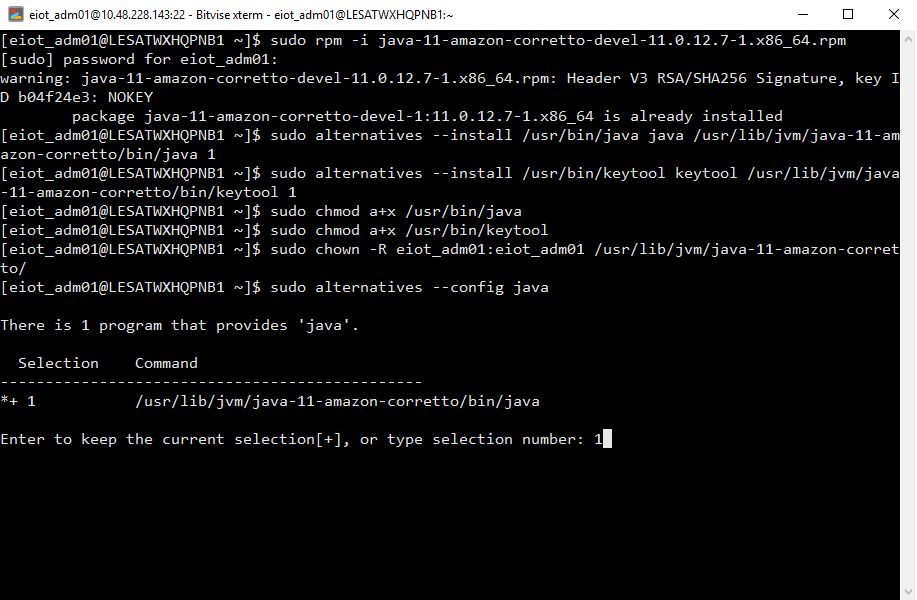 eiot_adm01@10.48.228.143:22 - Bitvise xterm - eiot_adm01@LESATWXHQPNB1:~
[eiot_adm01@LESATWXHQPNB1 ~]$ sudo rpm -i java-11-amazon-corretto-devel-11.0.12.7-1.x86_64.rpm
[sudo] password for eiot_adm01:
warning: java-11-amazon-corretto-devel-11.0.12.7-1.x86_64.rpm: Header V3 RSA/SHA256 Signature, key I
D b04f24e3: NOKEY
        package java-11-amazon-corretto-devel-1:11.0.12.7-1.x86_64 is already installed
[eiot_adm01@LESATWXHQPNB1 ~]$ sudo alternatives --install /usr/bin/java java /usr/lib/jvm/java-11-am
azon-corretto/bin/java 1
[eiot_adm01@LESATWXHQPNB1 ~]$ sudo alternatives --install /usr/bin/keytool keytool /usr/lib/jvm/java
-11-amazon-corretto/bin/keytool 1
[eiot_adm01@LESATWXHQPNB1 ~]$ sudo chmod a+x /usr/bin/java
[eiot_adm01@LESATWXHQPNB1 ~]$ sudo chmod a+x /usr/bin/keytool
[eiot_adm01@LESATWXHQPNB1 ~]$ sudo chown -R eiot_adm01:eiot_adm01 /usr/lib/jvm/java-11-amazon-corret
to/
[eiot_adm01@LESATWXHQPNB1 ~]$ sudo alternatives --config java
There is 1 program that provides 'java'.
  Selection    Command
-----------------------------------------------
*+ 1           /usr/lib/jvm/java-11-amazon-corretto/bin/java
Enter to keep the current selection[+], or type selection number: 1